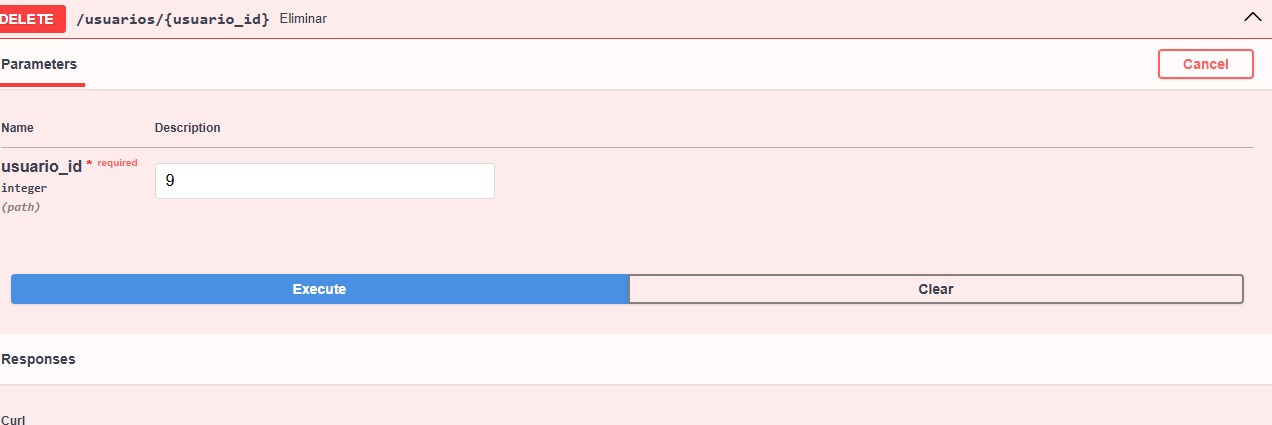 DELETE /usuarios/{usuario_id} Eliminar
Parameters Cancel
Name Description
usuario_id * required 9
integer
(path)
Execute Clear
Responses
Curl